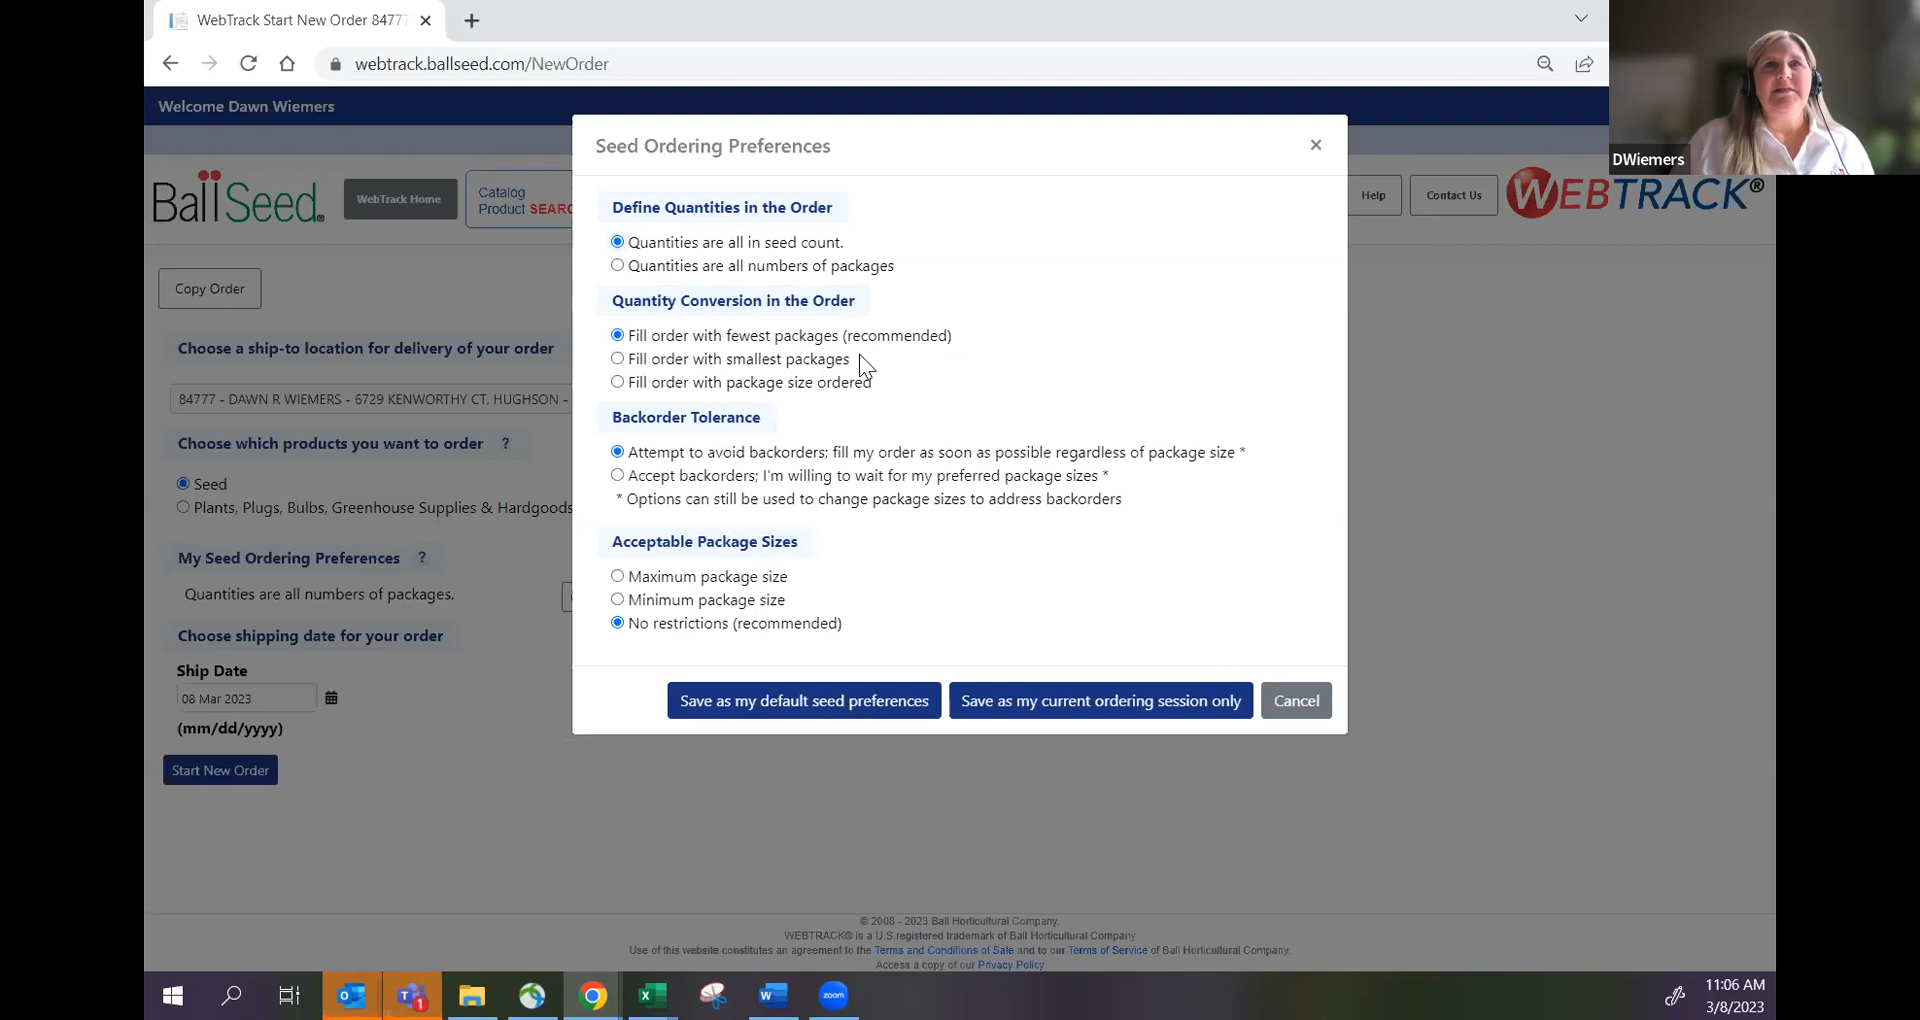 WebTrack Start New Order 84777
webtrack.ballseed.com/NewOrder
Welcome Dawn Wiemers
DWiemers
Ball Seed®
WebTrack Home
Catalog
Product SEARC
Help
Contact Us
WEBTRACK®
Copy Order
Choose a ship-to location for delivery of your order
84777 - DAWN R WIEMERS - 6729 KENWORTHY CT, HUGHSON -
Choose which products you want to order ?
Seed
Plants, Plugs, Bulbs, Greenhouse Supplies & Hardgoods
My Seed Ordering Preferences ?
Quantities are all numbers of packages.
Choose shipping date for your order
Ship Date
08 Mar 2023
(mm/dd/yyyy)
Start New Order
Seed Ordering Preferences
Define Quantities in the Order
Quantities are all in seed count.
Quantities are all numbers of packages
Quantity Conversion in the Order
Fill order with fewest packages (recommended)
Fill order with smallest packages
Fill order with package size ordered
Backorder Tolerance
Attempt to avoid backorders; fill my order as soon as possible regardless of package size *
Accept backorders; I'm willing to wait for my preferred package sizes *
* Options can still be used to change package sizes to address backorders
Acceptable Package Sizes
Maximum package size
Minimum package size
No restrictions (recommended)
Save as my default seed preferences
Save as my current ordering session only
Cancel
© 2008 - 2023 Ball Horticultural Company.
WEBTRACK® is a U.S.registered trademark of Ball Horticultural Company
Use of this website constitutes an agreement to the Terms and Conditions of Sale and to our Terms of Service of Ball Horticultural Company.
Access a copy of our Privacy Policy
zoom
1
11:06 AM
3/8/2023